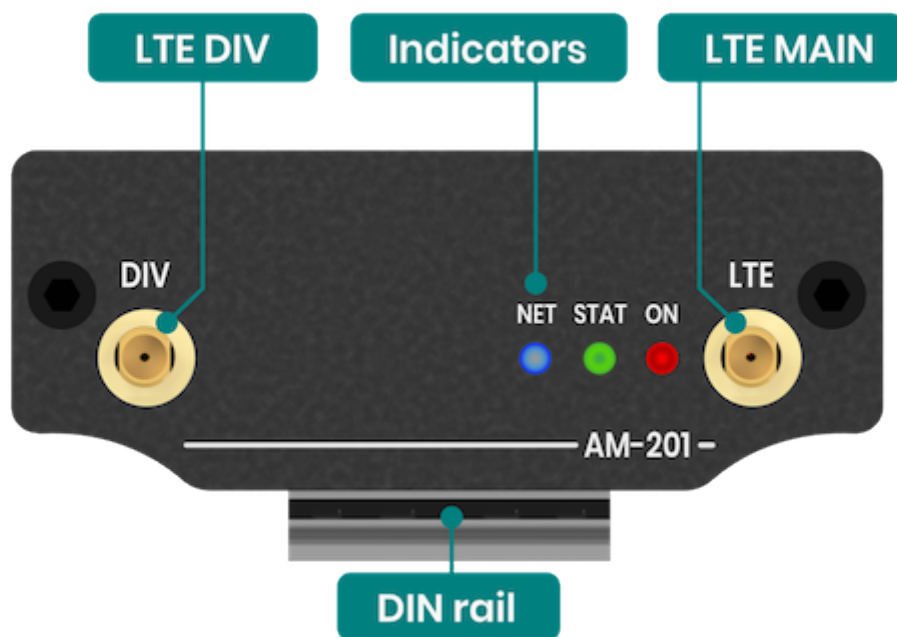 LTE DIV
Indicators
LTE MAIN
DIV
LTE
NET STAT ON
AM-201
DIN rail